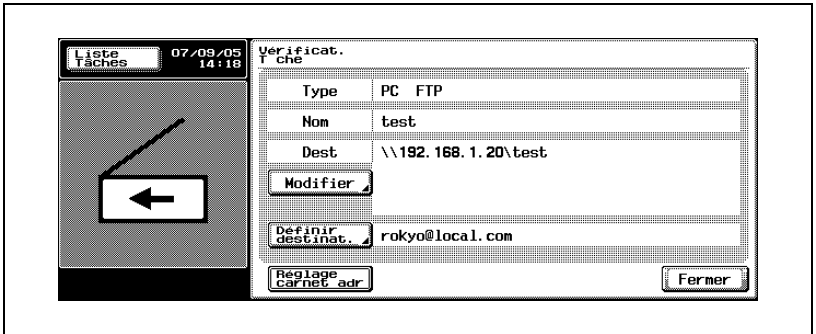 Liste
Tâches
07/09/05
14:18
Vérificat.
T che
Type PC FTP
Nom test
Dest \\192.168.1.20\test
Modifier
Définir
destinat. rokyo@local.com
Réglage
carnet adr
Fermer